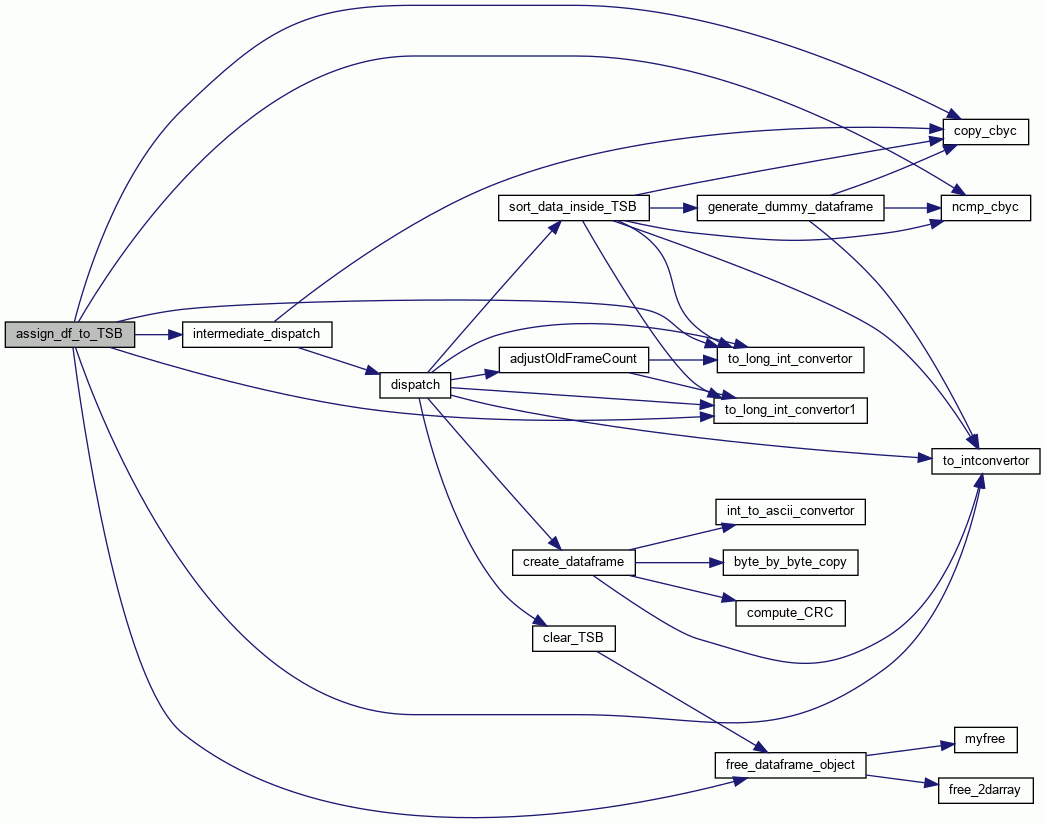 copy_cbyc
sort_data_inside_TSB
generate_dummy_dataframe
ncmp_cbyc
assign_df_to_TSB
intermediate_dispatch
adjustOldFrameCount
to_long_int_convertor
dispatch
to_long_int_convertor1
to_intconvertor
int_to_ascii_convertor
create_dataframe
byte_by_byte_copy
compute_CRC
clear_TSB
myfree
free_dataframe_object
free_2darray